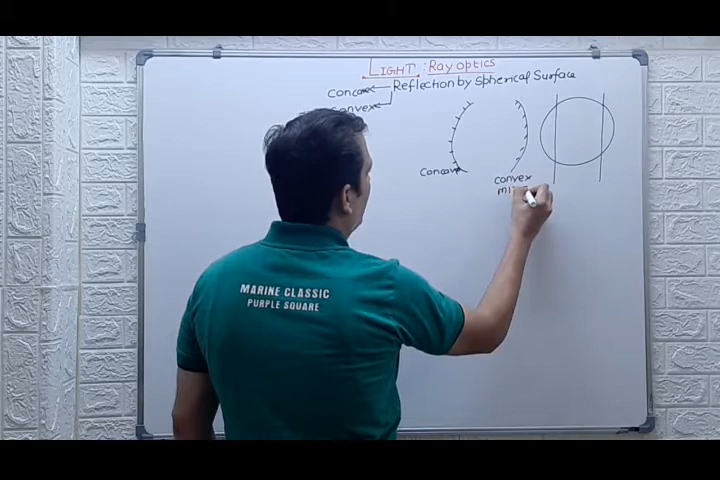 LIGHT : Ray optics
Reflection by Spherical Surface
Concave
Convex
Concave
convex
MARINE CLASSIC
PURPLE SQUARE